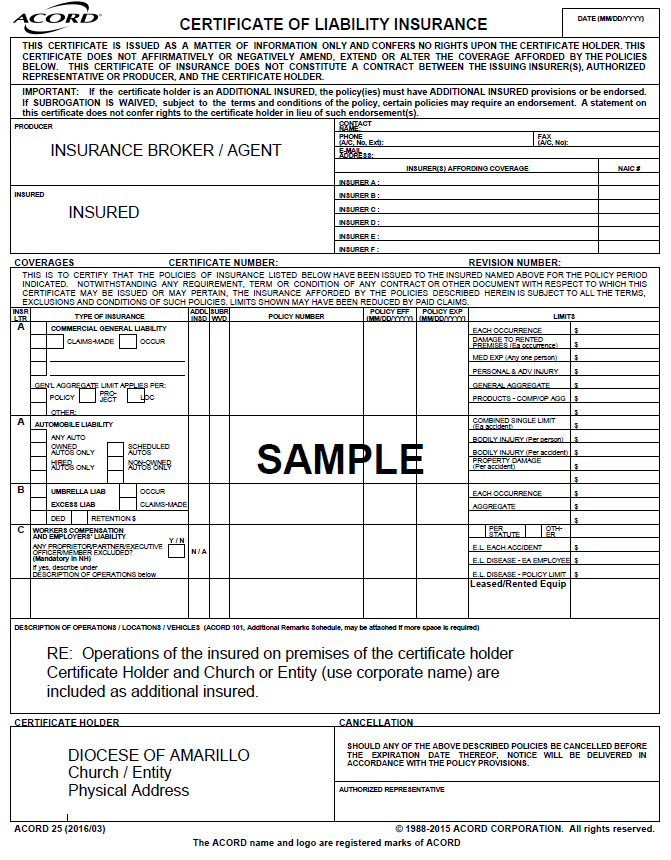 ACORD®
CERTIFICATE OF LIABILITY INSURANCE
DATE (MM/DD/YYYY)
THIS CERTIFICATE IS ISSUED AS A MATTER OF INFORMATION ONLY AND CONFERS NO RIGHTS UPON THE CERTIFICATE HOLDER. THIS
CERTIFICATE DOES NOT AFFIRMATIVELY OR NEGATIVELY AMEND, EXTEND OR ALTER THE COVERAGE AFFORDED BY THE POLICIES
BELOW. THIS CERTIFICATE OF INSURANCE DOES NOT CONSTITUTE A CONTRACT BETWEEN THE ISSUING INSURER(S), AUTHORIZED
REPRESENTATIVE OR PRODUCER, AND THE CERTIFICATE HOLDER.
IMPORTANT: If the certificate holder is an ADDITIONAL INSURED, the policy(ies) must have ADDITIONAL INSURED provisions or be endorsed.
If SUBROGATION IS WAIVED, subject to the terms and conditions of the policy, certain policies may require an endorsement. A statement on
this certificate does not confer rights to the certificate holder in lieu of such endorsement(s).
PRODUCER
INSURANCE BROKER / AGENT
CONTACT
NAME:
PHONE
(A/C, No, Ext):
FAX
(A/C, No):
E-MAIL
ADDRESS:
INSURER(S) AFFORDING COVERAGE NAIC #
INSURER A :
INSURED
INSURED
INSURER B :
INSURER C :
INSURER D :
INSURER E :
INSURER F :
COVERAGES CERTIFICATE NUMBER: REVISION NUMBER:
THIS IS TO CERTIFY THAT THE POLICIES OF INSURANCE LISTED BELOW HAVE BEEN ISSUED TO THE INSURED NAMED ABOVE FOR THE POLICY PERIOD
INDICATED. NOTWITHSTANDING ANY REQUIREMENT, TERM OR CONDITION OF ANY CONTRACT OR OTHER DOCUMENT WITH RESPECT TO WHICH THIS
CERTIFICATE MAY BE ISSUED OR MAY PERTAIN, THE INSURANCE AFFORDED BY THE POLICIES DESCRIBED HEREIN IS SUBJECT TO ALL THE TERMS,
EXCLUSIONS AND CONDITIONS OF SUCH POLICIES. LIMITS SHOWN MAY HAVE BEEN REDUCED BY PAID CLAIMS.
INSR
LTR
TYPE OF INSURANCE
ADDL
INSD
SUBR
WVD
POLICY NUMBER
POLICY EFF
(MM/DD/YYYY)
POLICY EXP
(MM/DD/YYYY)
LIMITS
A
COMMERCIAL GENERAL LIABILITY
CLAIMS-MADE OCCUR
GEN'L AGGREGATE LIMIT APPLIES PER:
POLICY
PRO-
JECT
LOC
OTHER:
EACH OCCURRENCE $
DAMAGE TO RENTED
PREMISES (Ea occurrence) $
MED EXP (Any one person) $
PERSONAL & ADV INJURY $
GENERAL AGGREGATE $
PRODUCTS - COMP/OP AGG $
$
A
AUTOMOBILE LIABILITY
ANY AUTO
OWNED
AUTOS ONLY
SCHEDULED
AUTOS
HIRED
AUTOS ONLY
NON-OWNED
AUTOS ONLY
COMBINED SINGLE LIMIT
(Ea accident) $
BODILY INJURY (Per person) $
BODILY INJURY (Per accident) $
PROPERTY DAMAGE
(Per accident) $
$
SAMPLE
B
UMBRELLA LIAB OCCUR
EXCESS LIAB CLAIMS-MADE
DED RETENTION $
EACH OCCURRENCE $
AGGREGATE $
$
C
WORKERS COMPENSATION
AND EMPLOYERS' LIABILITY
Y / N
ANY PROPRIETOR/PARTNER/EXECUTIVE
OFFICER/MEMBER EXCLUDED?
(Mandatory in NH)
If yes, describe under
DESCRIPTION OF OPERATIONS below
N / A
PER
STATUTE
OTH-
ER
E.L. EACH ACCIDENT $
E.L. DISEASE - EA EMPLOYEE $
E.L. DISEASE - POLICY LIMIT $
Leased/Rented Equip
DESCRIPTION OF OPERATIONS / LOCATIONS / VEHICLES (ACORD 101, Additional Remarks Schedule, may be attached if more space is required)
RE: Operations of the insured on premises of the certificate holder
Certificate Holder and Church or Entity (use corporate name) are
included as additional insured.
CERTIFICATE HOLDER
DIOCESE OF AMARILLO
Church / Entity
Physical Address
CANCELLATION
SHOULD ANY OF THE ABOVE DESCRIBED POLICIES BE CANCELLED BEFORE
THE EXPIRATION DATE THEREOF, NOTICE WILL BE DELIVERED IN
ACCORDANCE WITH THE POLICY PROVISIONS.
AUTHORIZED REPRESENTATIVE
ACORD 25 (2016/03)
© 1988-2015 ACORD CORPORATION. All rights reserved.
The ACORD name and logo are registered marks of ACORD